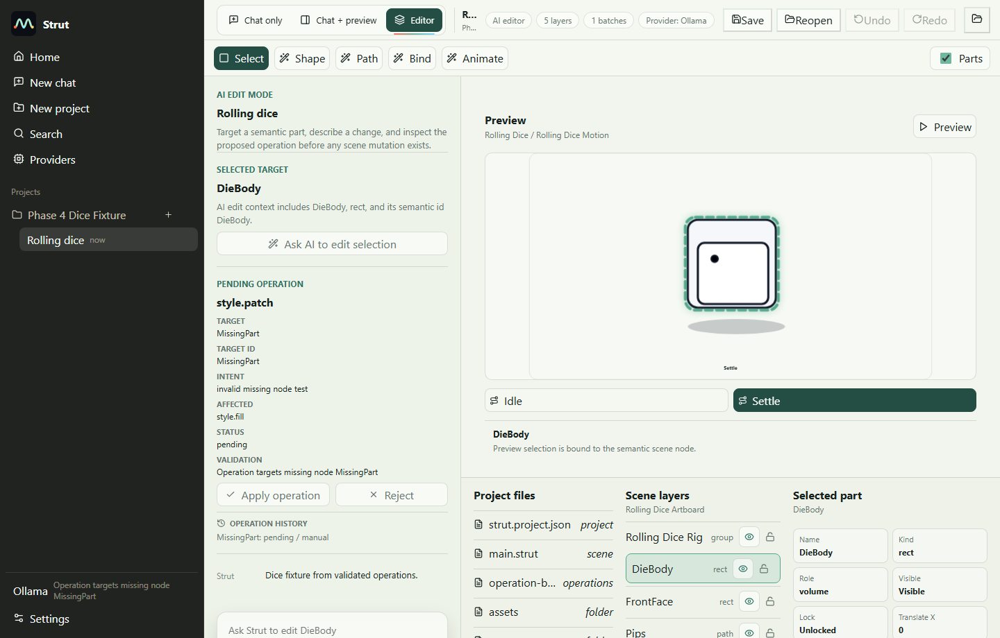 Strut
Home
New chat
New project
Search
Providers
Projects
Phase 4 Dice Fixture +
Rolling dice now
Ollama
Operation targets missing node
MissingPart
Settings
Chat only
Chat + preview
Editor
R...
Ph...
AI editor
5 layers
1 batches
Provider: Ollama
Save
Reopen
Undo
Redo
Select
Shape
Path
Bind
Animate
Parts
AI EDIT MODE
Rolling dice
Target a semantic part, describe a change, and inspect the
proposed operation before any scene mutation exists.
SELECTED TARGET
DieBody
AI edit context includes DieBody, rect, and its semantic id
DieBody.
Ask AI to edit selection
PENDING OPERATION
style.patch
TARGET
MissingPart
TARGET ID
MissingPart
INTENT
invalid missing node test
AFFECTED
style.fill
STATUS
pending
VALIDATION
Operation targets missing node MissingPart
Apply operation
Reject
OPERATION HISTORY
MissingPart: pending / manual
Strut Dice fixture from validated operations.
Ask Strut to edit DieBody
Preview
Rolling Dice / Rolling Dice Motion
Preview
Settle
Idle
Settle
DieBody
Preview selection is bound to the semantic scene node.
Project files
strut.project.json project
main.strut scene
operation-b... operations
assets folder
Scene layers
Rolling Dice Artboard
Rolling Dice Rig group
DieBody rect
FrontFace rect
Pips path
Selected part
DieBody
Name
DieBody
Kind
rect
Role
volume
Visible
Visible
Lock
Unlocked
Translate X
0